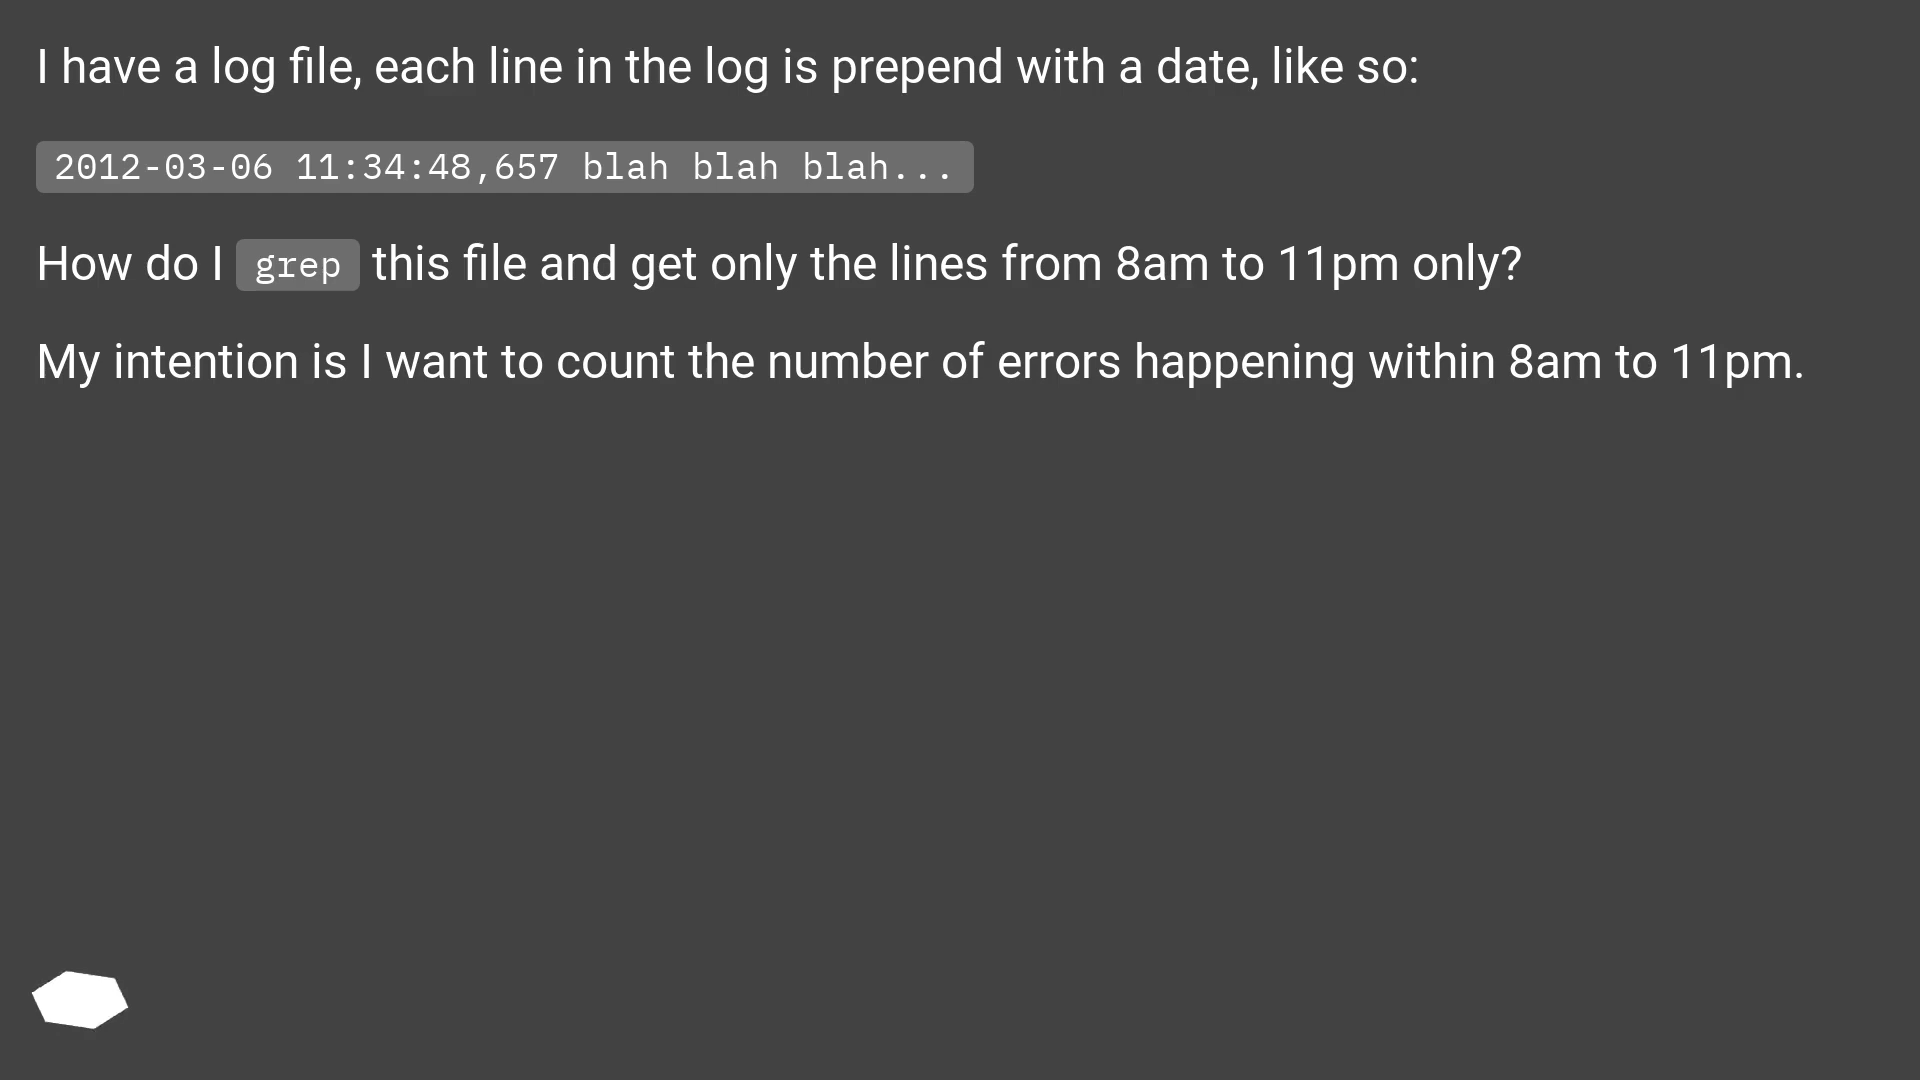 I have a log file, each line in the log is prepend with a date, like so:
2012-03-06 11:34:48,657 blah blah blah...
How do I grep this file and get only the lines from 8am to 11pm only?
My intention is I want to count the number of errors happening within 8am to 11pm.